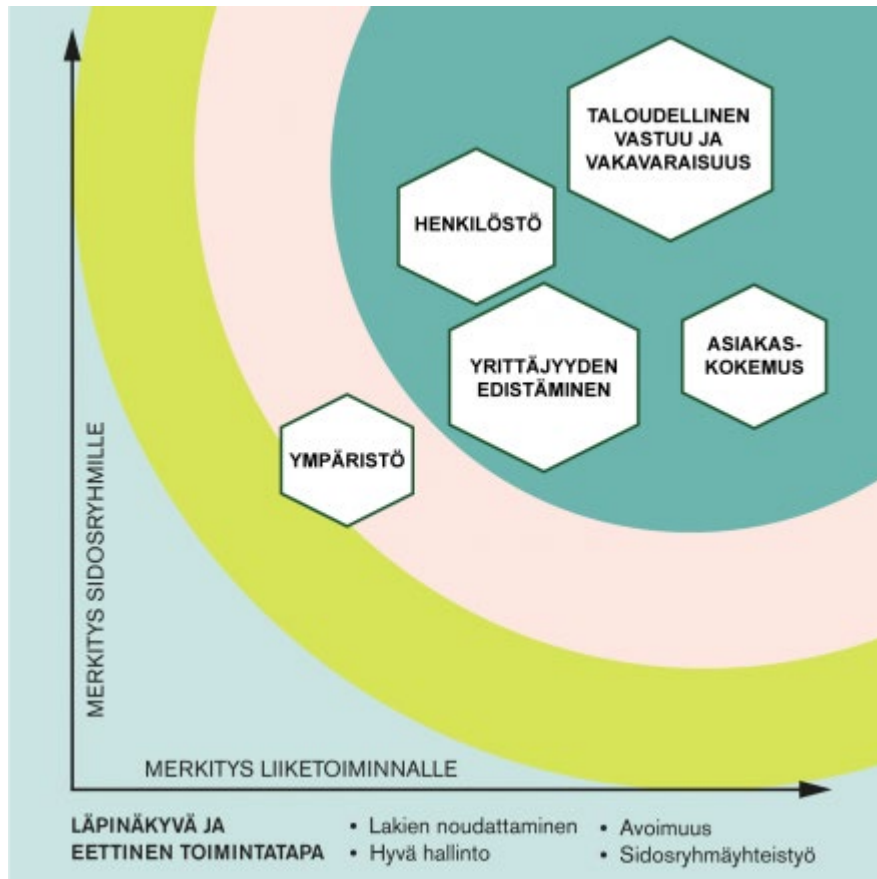 TALOUDELLINEN
VASTUU JA
VAKAVARAISUUS
HENKILÖSTÖ
YRITTÄJYYDEN
EDISTÄMINEN
ASIAKAS-
KOKEMUS
YMPÄRISTÖ
MERKITYS SIDOSRYHMILLE
MERKITYS LIIKETOIMINNALLE
LÄPINÄKYVÄ JA
EETTINEN TOIMINTATAPA
• Lakien noudattaminen
• Hyvä hallinto
• Avoimuus
• Sidosryhmäyhteistyö